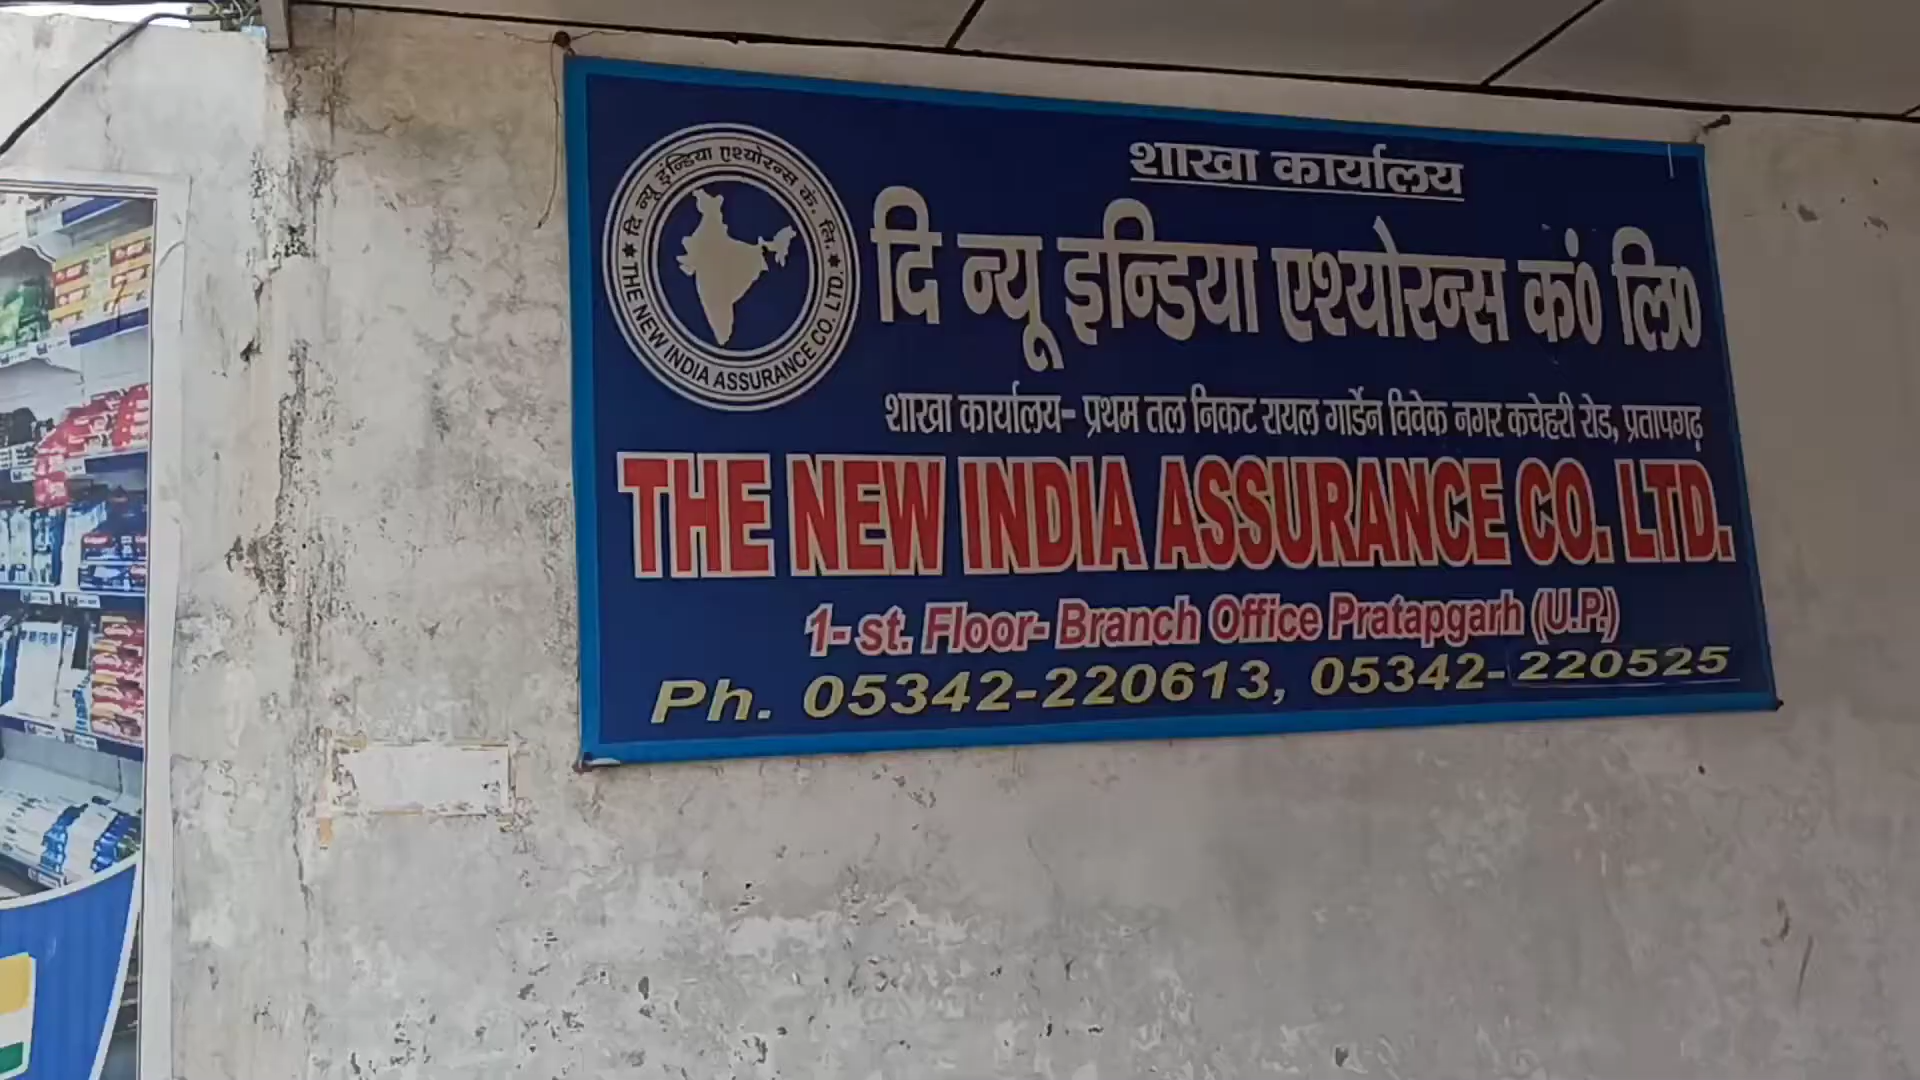 शाखा कार्यालय
दि न्यू इंन्डिया एश्योरन्स कं. लि.
THE NEW INDIA ASSURANCE CO. LTD.
दि न्यू इन्डिया एश्योरन्स कं० लि०
शाखा कार्यालय- प्रथम तल निकट रायल गार्डेन विवेक नगर कचेहरी रोड, प्रतापगढ़
THE NEW INDIA ASSURANCE CO. LTD.
1-st. Floor- Branch Office Pratapgarh (U.P.)
Ph. 05342-220613, 05342-220525